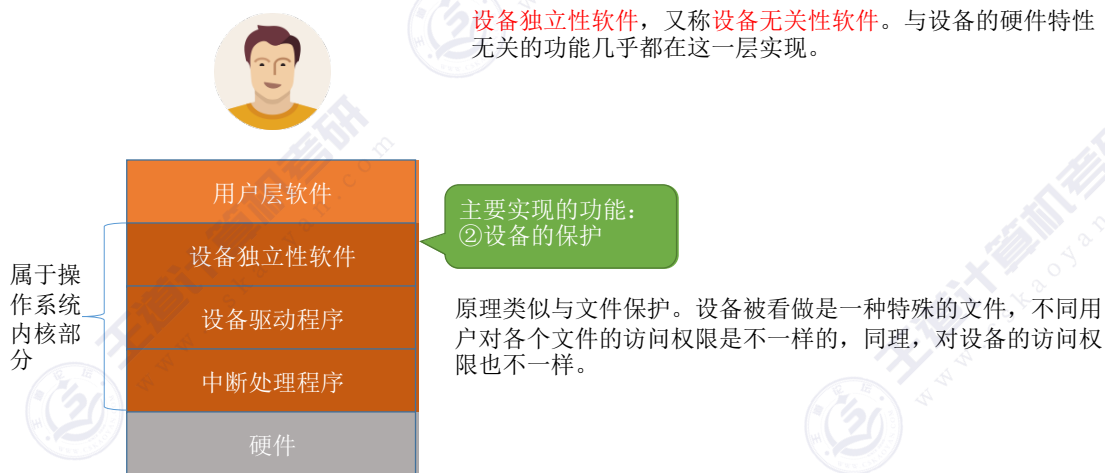 设备独立性软件，又称设备无关性软件。与设备的硬件特性
无关的功能几乎都在这一层实现。
用户层软件
主要实现的功能：
②设备的保护
设备独立性软件
属于操
作系统
内核部
分
设备驱动程序
原理类似与文件保护。设备被看做是一种特殊的文件，不同用
户对各个文件的访问权限是不一样的，同理，对设备的访问权
限也不一样。
中断处理程序
硬件